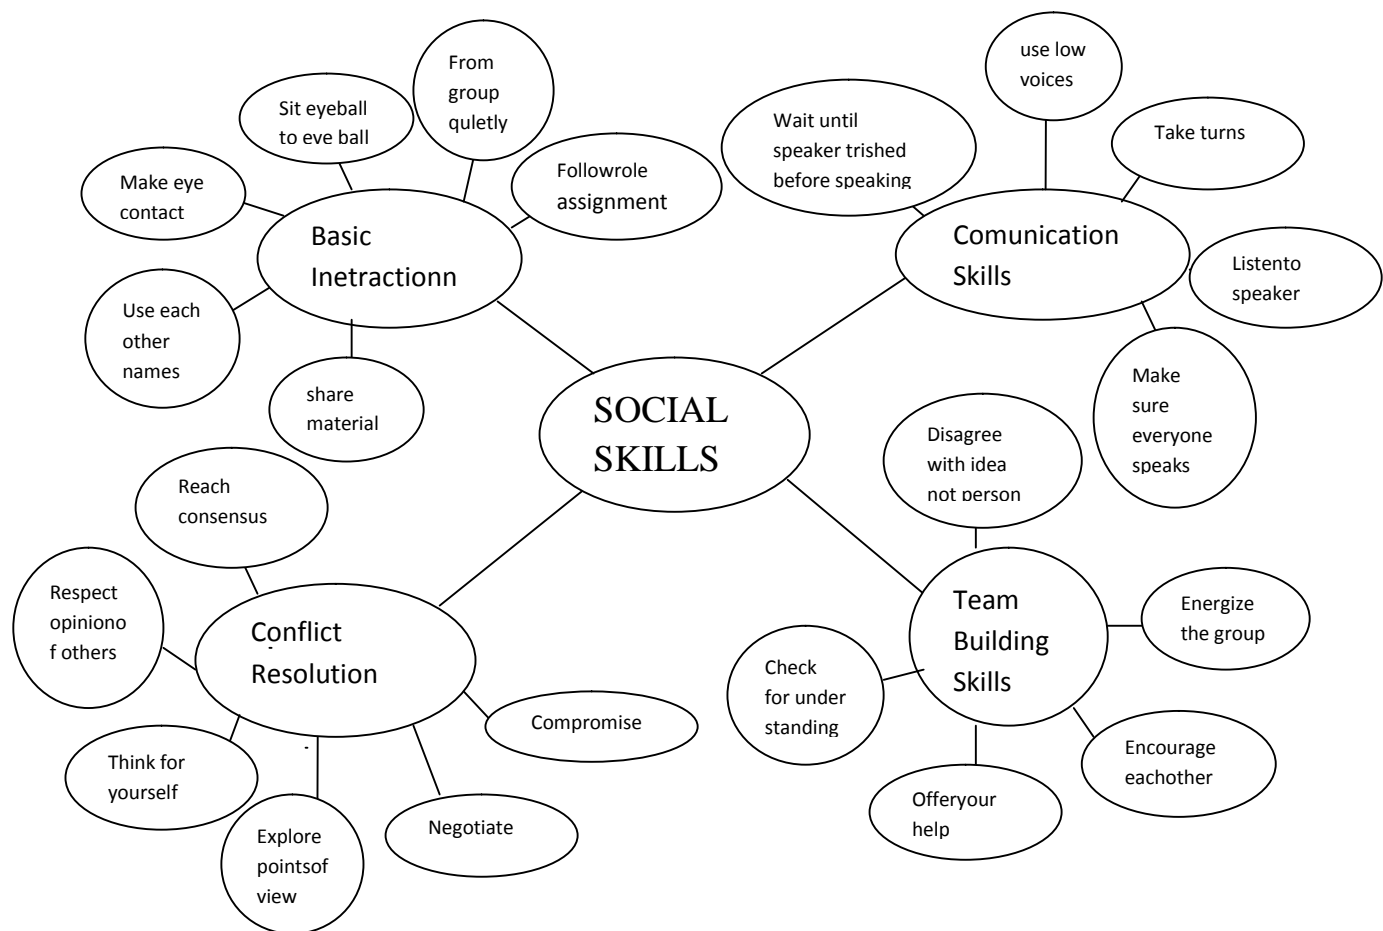 From
group
quletly
Sit eyeball
to eye ball
Make eye
contact
Followrole
assignment
Basic
Inetractionn
Use each
other
names
share
material
use low
voices
Wait until
speaker trished
before speaking
Take turns
Comunication
Skills
Listento
speaker
Make
sure
everyone
speaks
SOCIAL
SKILLS
Reach
consensus
Respect
opiniono
f others
Conflict
Resolution
Think for
yourself
Explore
pointsof
view
Negotiate
Compromise
Disagree
with idea
not person
Team
Building
Skills
Energize
the group
Check
for under
standing
Encourage
eachother
Offeryour
help